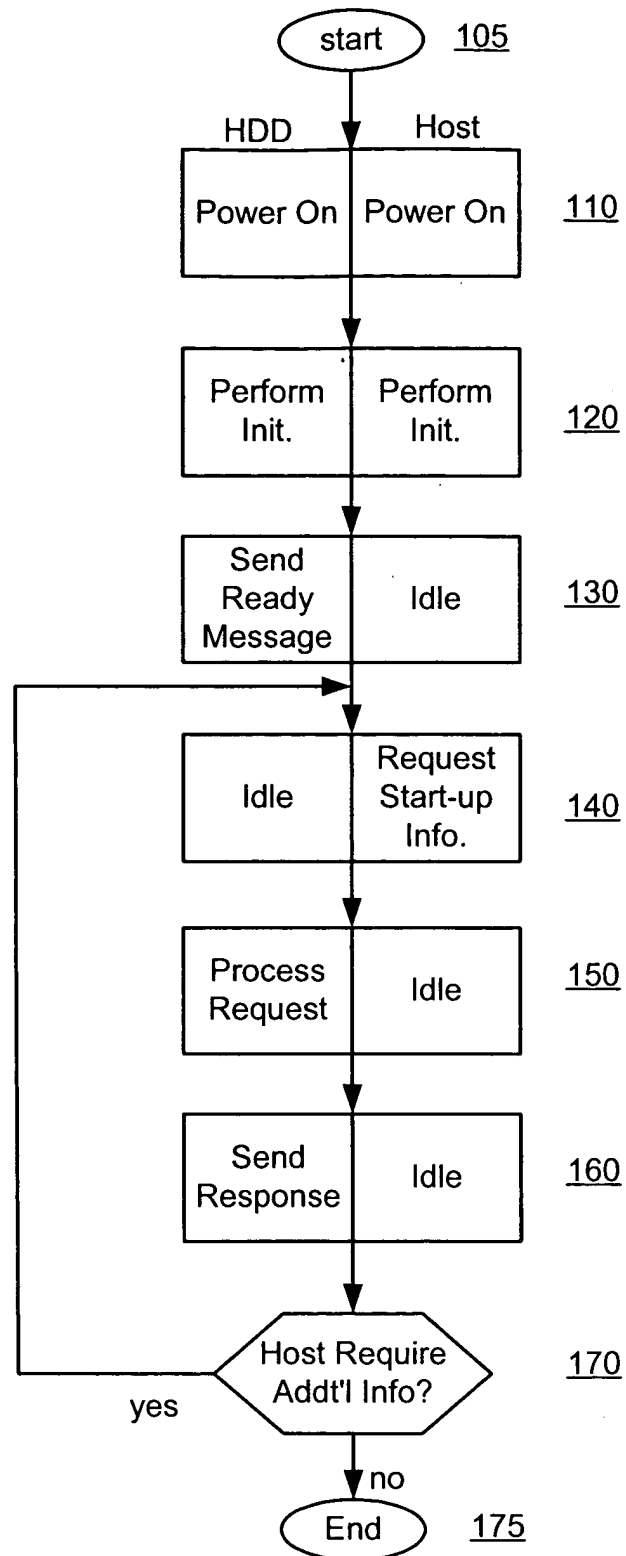 start 105
HDD Host
Power On Power On 110
Perform Perform
Init. Init. 120
Send
Ready Idle 130
Message
Request
Idle Start-up 140
Info.
Process
Request Idle 150
Send
Response Idle 160
Host Require
Addt'l Info? 170
yes
no
End 175